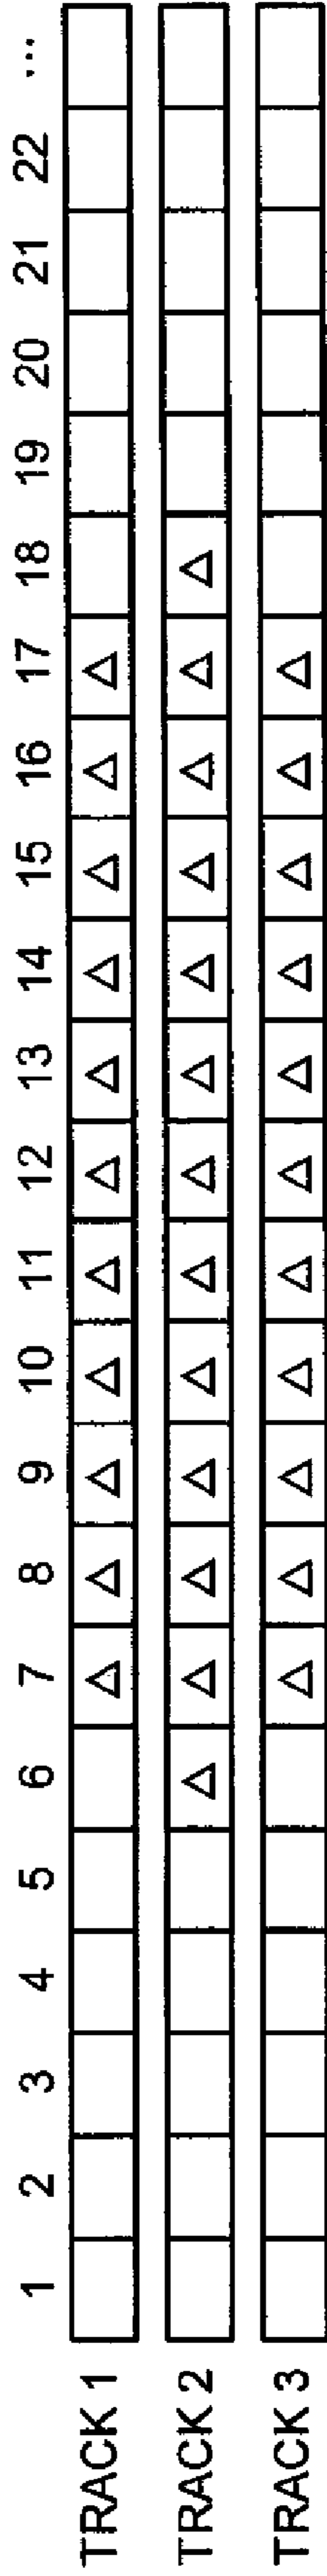 1 2 3 4 5 6 7 8 9 10 11 12 13 14 15 16 17 18 19 20 21 22 ...
TRACK 1 Δ Δ Δ Δ Δ Δ Δ Δ Δ Δ Δ
TRACK 2 Δ Δ Δ Δ Δ Δ Δ Δ Δ Δ Δ Δ Δ
TRACK 3 Δ Δ Δ Δ Δ Δ Δ Δ Δ Δ Δ